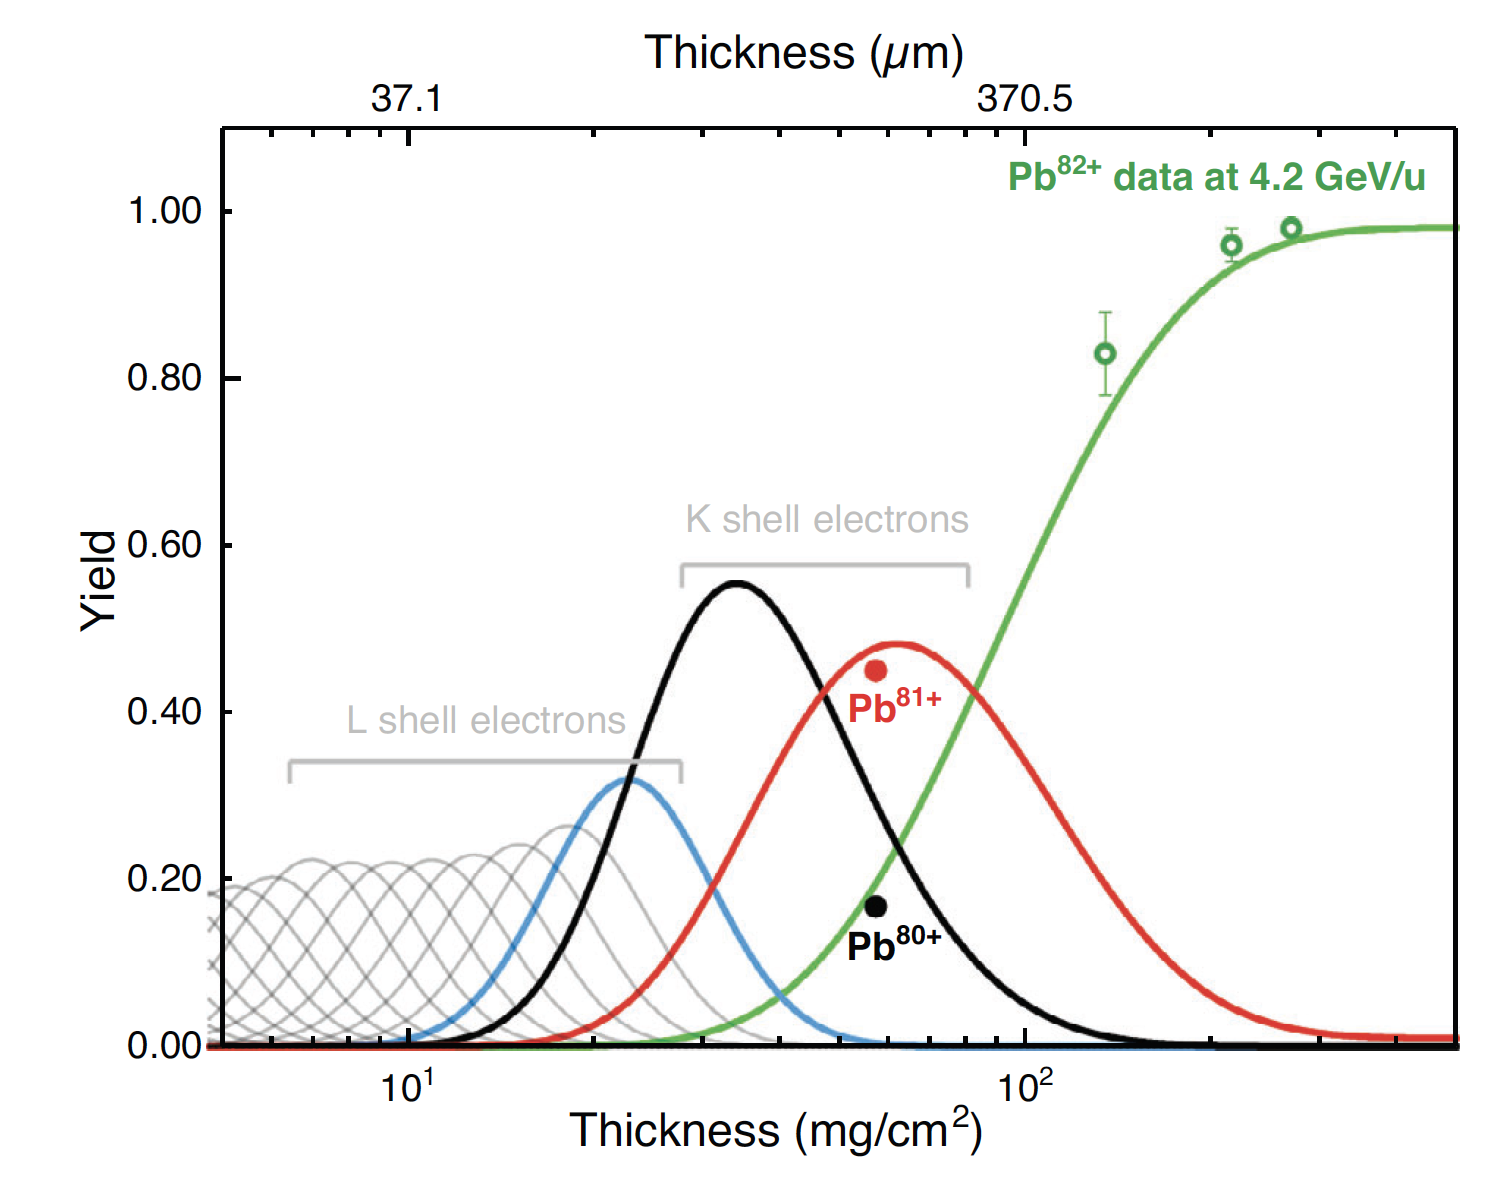 Thickness (µm)
37.1 370.5
Pb⁸²⁺ data at 4.2 GeV/u
1.00
0.80
K shell electrons
0.60
Yield
0.40
Pb⁸¹⁺
L shell electrons
0.20
Pb⁸⁰⁺
0.00
10¹ 10²
Thickness (mg/cm²)